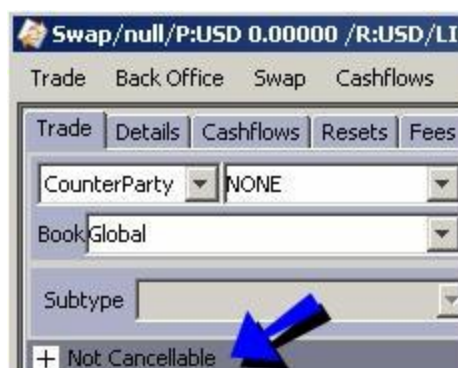 Swap/null/P:USD 0.00000 /R:USD/LI
Trade Back Office Swap Cashflows
Trade Details Cashflows Resets Fees
CounterParty NONE
Book Global
Subtype
+ Not Cancellable